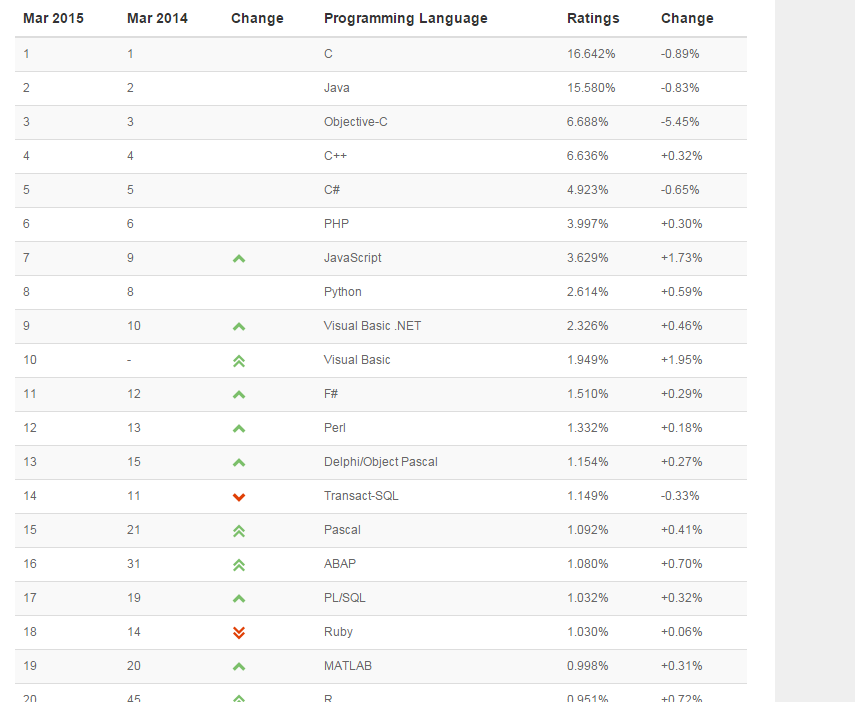 Mar 2015 Mar 2014 Change Programming Language Ratings Change
1 1 C 16.642% -0.89%
2 2 Java 15.580% -0.83%
3 3 Objective-C 6.688% -5.45%
4 4 C++ 6.636% +0.32%
5 5 C# 4.923% -0.65%
6 6 PHP 3.997% +0.30%
7 9 JavaScript 3.629% +1.73%
8 8 Python 2.614% +0.59%
9 10 Visual Basic .NET 2.326% +0.46%
10 - Visual Basic 1.949% +1.95%
11 12 F# 1.510% +0.29%
12 13 Perl 1.332% +0.18%
13 15 Delphi/Object Pascal 1.154% +0.27%
14 11 Transact-SQL 1.149% -0.33%
15 21 Pascal 1.092% +0.41%
16 31 ABAP 1.080% +0.70%
17 19 PL/SQL 1.032% +0.32%
18 14 Ruby 1.030% +0.06%
19 20 MATLAB 0.998% +0.31%
20 45 R 0.951% +0.72%